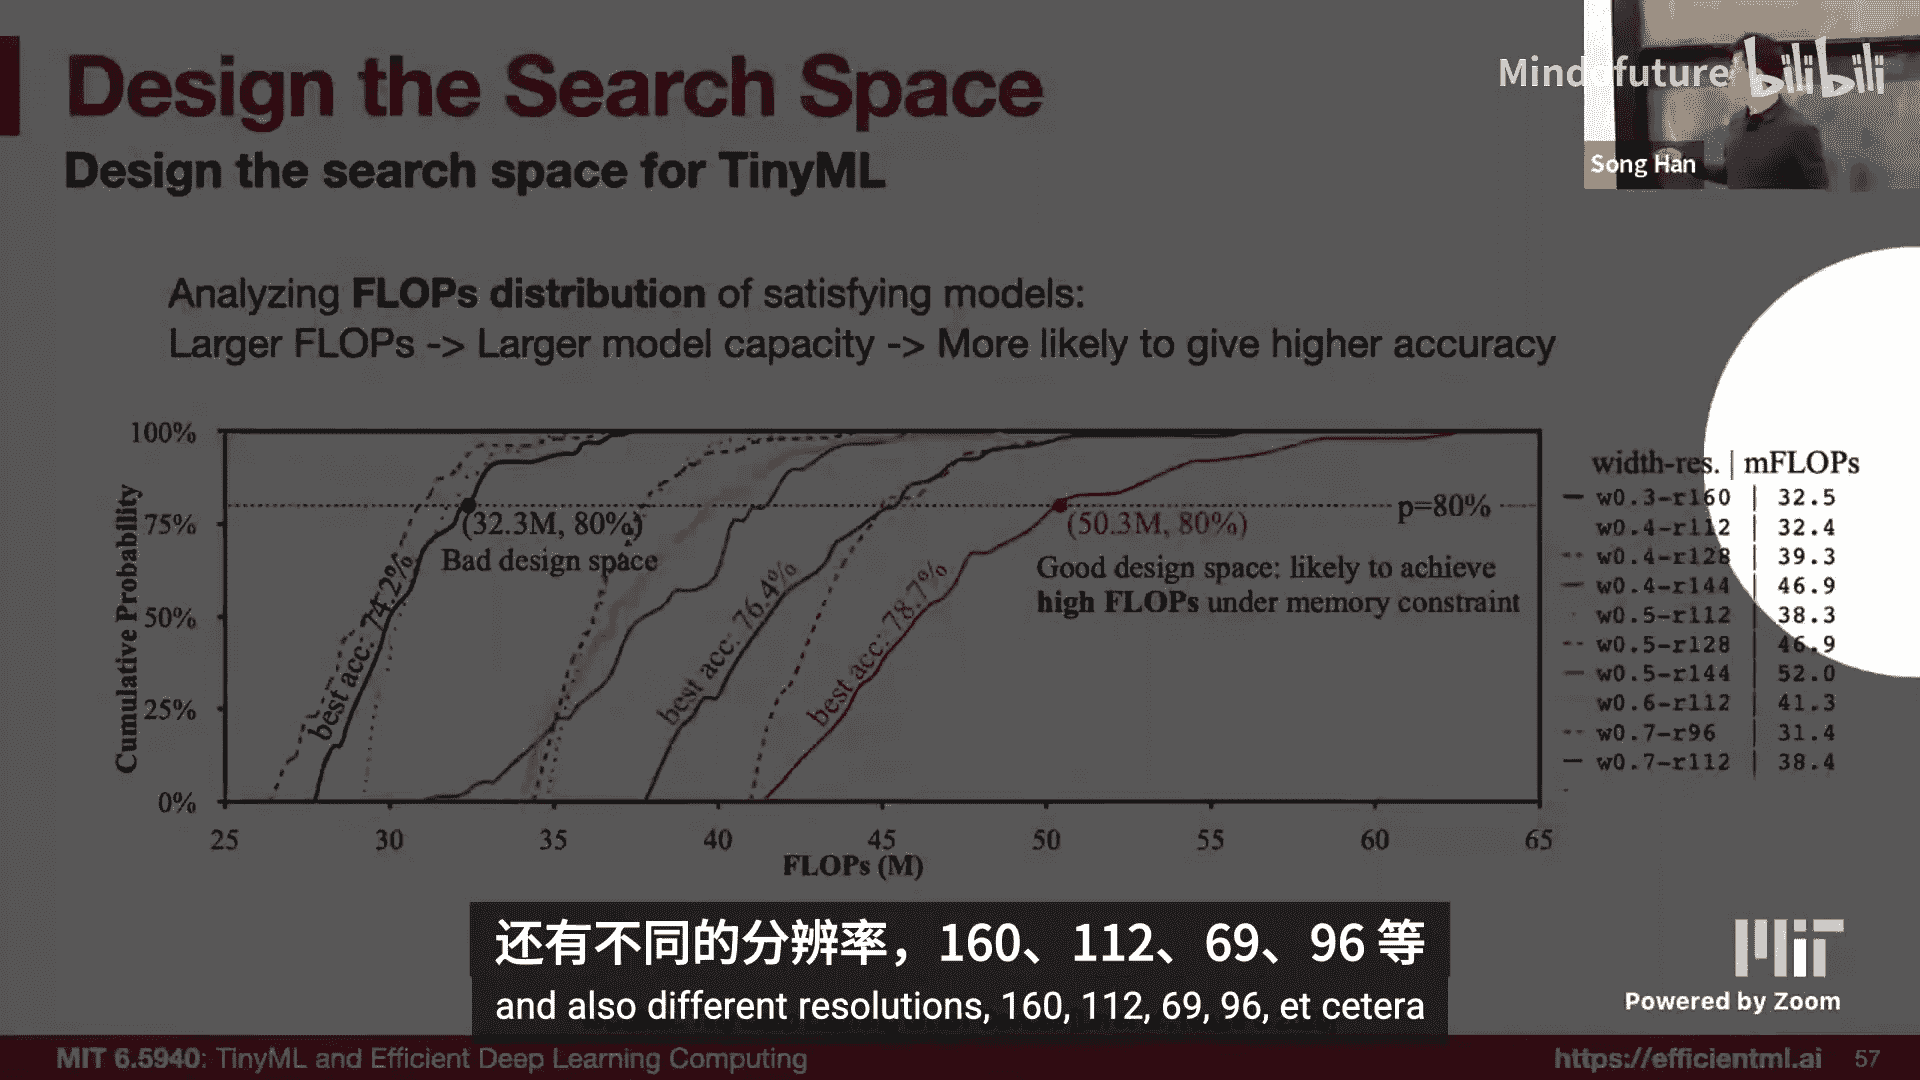 Design the Search Space
Mindofuture bilibili
Song Han
Design the search space for TinyML
Analyzing FLOPs distribution of satisfying models:
Larger FLOPs -> Larger model capacity -> More likely to give higher accuracy
100%
75%
50%
25%
0%
Cumulative Probability
25 30 35 40 45 50 55 60 65
FLOPs (M)
(32.3M, 80%)
Bad design space
best acc: 74.2%
best acc: 76.4%
best acc: 78.7%
(50.3M, 80%)
p=80%
Good design space: likely to achieve
high FLOPs under memory constraint
width-res. | mFLOPs
w0.3-r160 | 32.5
w0.4-r112 | 32.4
w0.4-r128 | 39.3
w0.4-r144 | 46.9
w0.5-r112 | 38.3
w0.5-r128 | 46.9
w0.5-r144 | 52.0
w0.6-r112 | 41.3
w0.7-r96 | 31.4
w0.7-r112 | 38.4
还有不同的分辨率，160、112、69、96 等
and also different resolutions, 160, 112, 69, 96, et cetera
MIT
Powered by Zoom
MIT 6.5940: TinyML and Efficient Deep Learning Computing
https://efficientml.ai 57